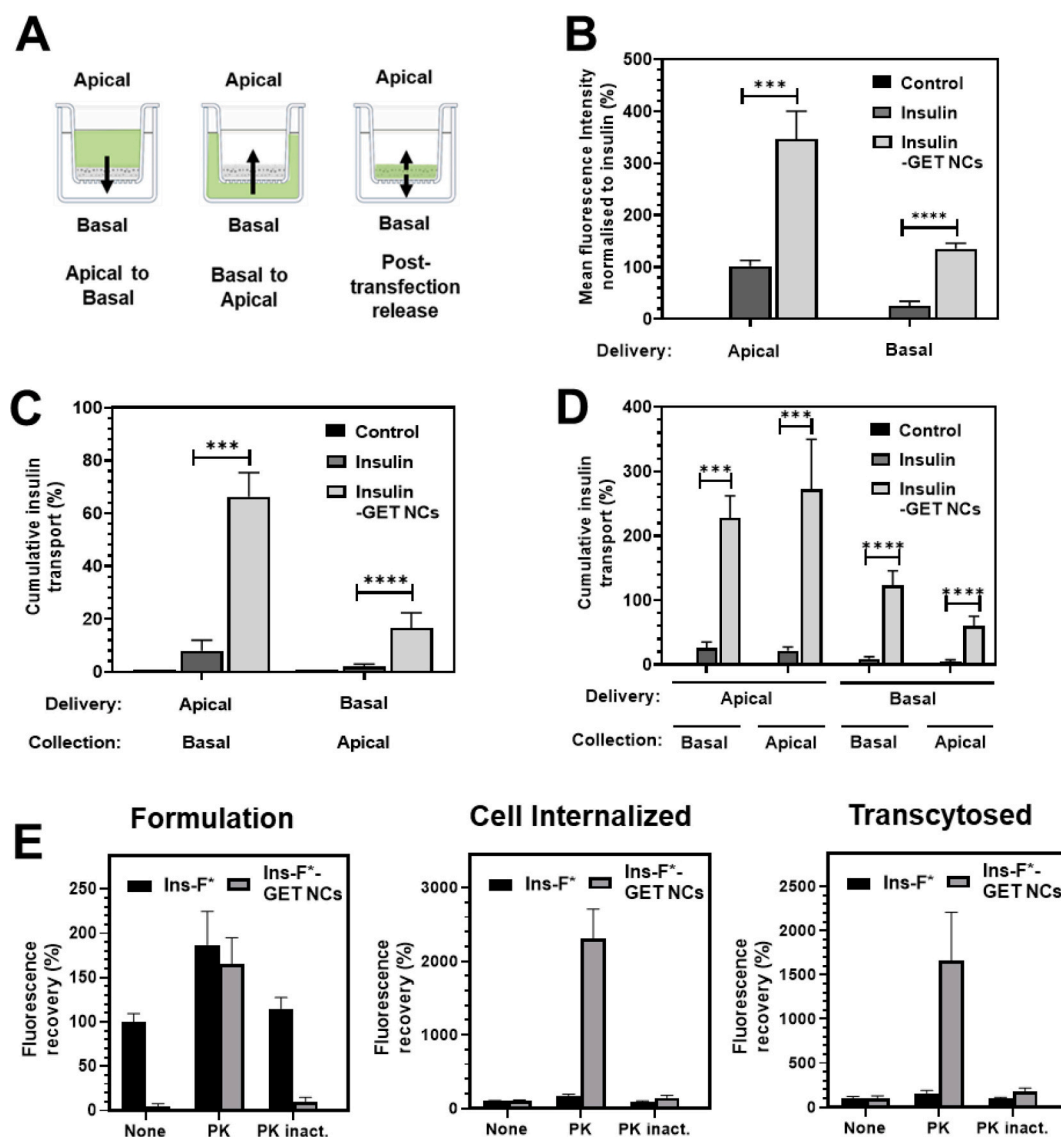 A
Apical
Apical
Apical
Basal
Basal
Basal
Apical to
Basal
Basal to
Apical
Post-
transfection
release
B
Mean fluorescence Intensity
normalised to insulin (%)
500
400
300
200
100
0
***
****
Control
Insulin
Insulin
-GET NCs
Delivery:
Apical
Basal
C
Cumulative insulin
transport (%)
100
80
60
40
20
0
***
****
Control
Insulin
Insulin
-GET NCs
Delivery:
Apical
Basal
Collection:
Basal
Apical
D
Cumulative insulin
transport (%)
400
300
200
100
0
***
***
****
****
Control
Insulin
Insulin
-GET NCs
Delivery:
Apical
Basal
Collection:
Basal
Apical
Basal
Apical
E
Formulation
Fluorescence
recovery (%)
250
200
150
100
50
0
Ins-F*
Ins-F*-
GET NCs
None
PK
PK inact.
Cell Internalized
Fluorescence
recovery (%)
3000
2000
1000
0
Ins-F*
Ins-F*-
GET NCs
None
PK
PK inact.
Transcytosed
Fluorescence
recovery (%)
2500
2000
1500
1000
500
0
Ins-F*
Ins-F*-
GET NCs
None
PK
PK inact.